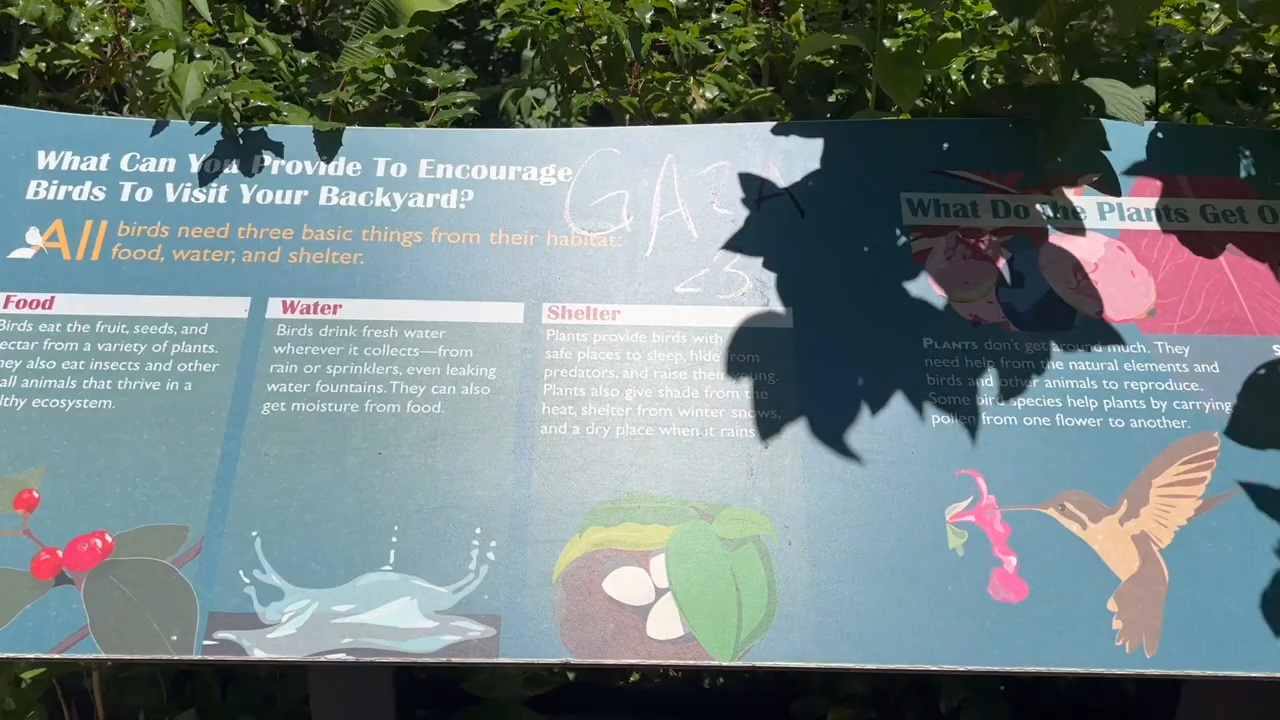 What Can You Provide To Encourage
Birds To Visit Your Backyard?
All birds need three basic things from their habitat:
food, water, and shelter.
Food
Birds eat the fruit, seeds, and
nectar from a variety of plants.
They also eat insects and other
small animals that thrive in a
healthy ecosystem.
Water
Birds drink fresh water
wherever it collects—from
rain or sprinklers, even leaking
water fountains. They can also
get moisture from food.
Shelter
Plants provide birds with
safe places to sleep, hide from
predators, and raise their young.
Plants also give shade from the
heat, shelter from winter snows,
and a dry place when it rains
What Do the Plants Get
PLANTS don't get around much. They
need help from the natural elements and
birds and other animals to reproduce.
Some bird species help plants by carrying
pollen from one flower to another.